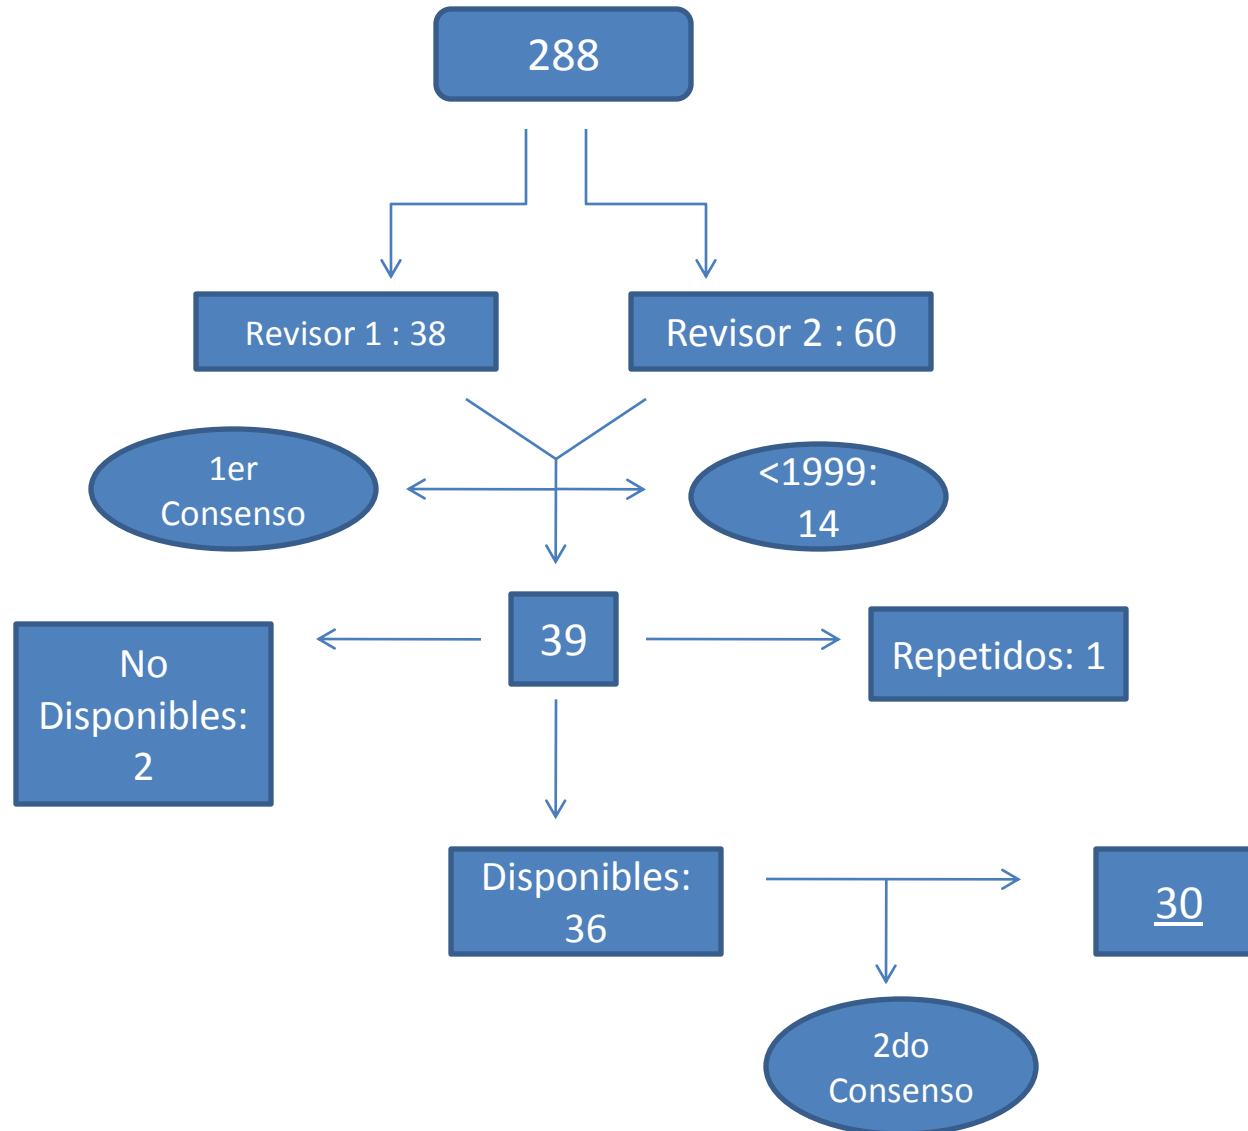 288
Revisor 1 : 38
Revisor 2 : 60
1er
Consenso
<1999:
14
39
No
Disponibles:
2
Repetidos: 1
Disponibles:
36
30
2do
Consenso